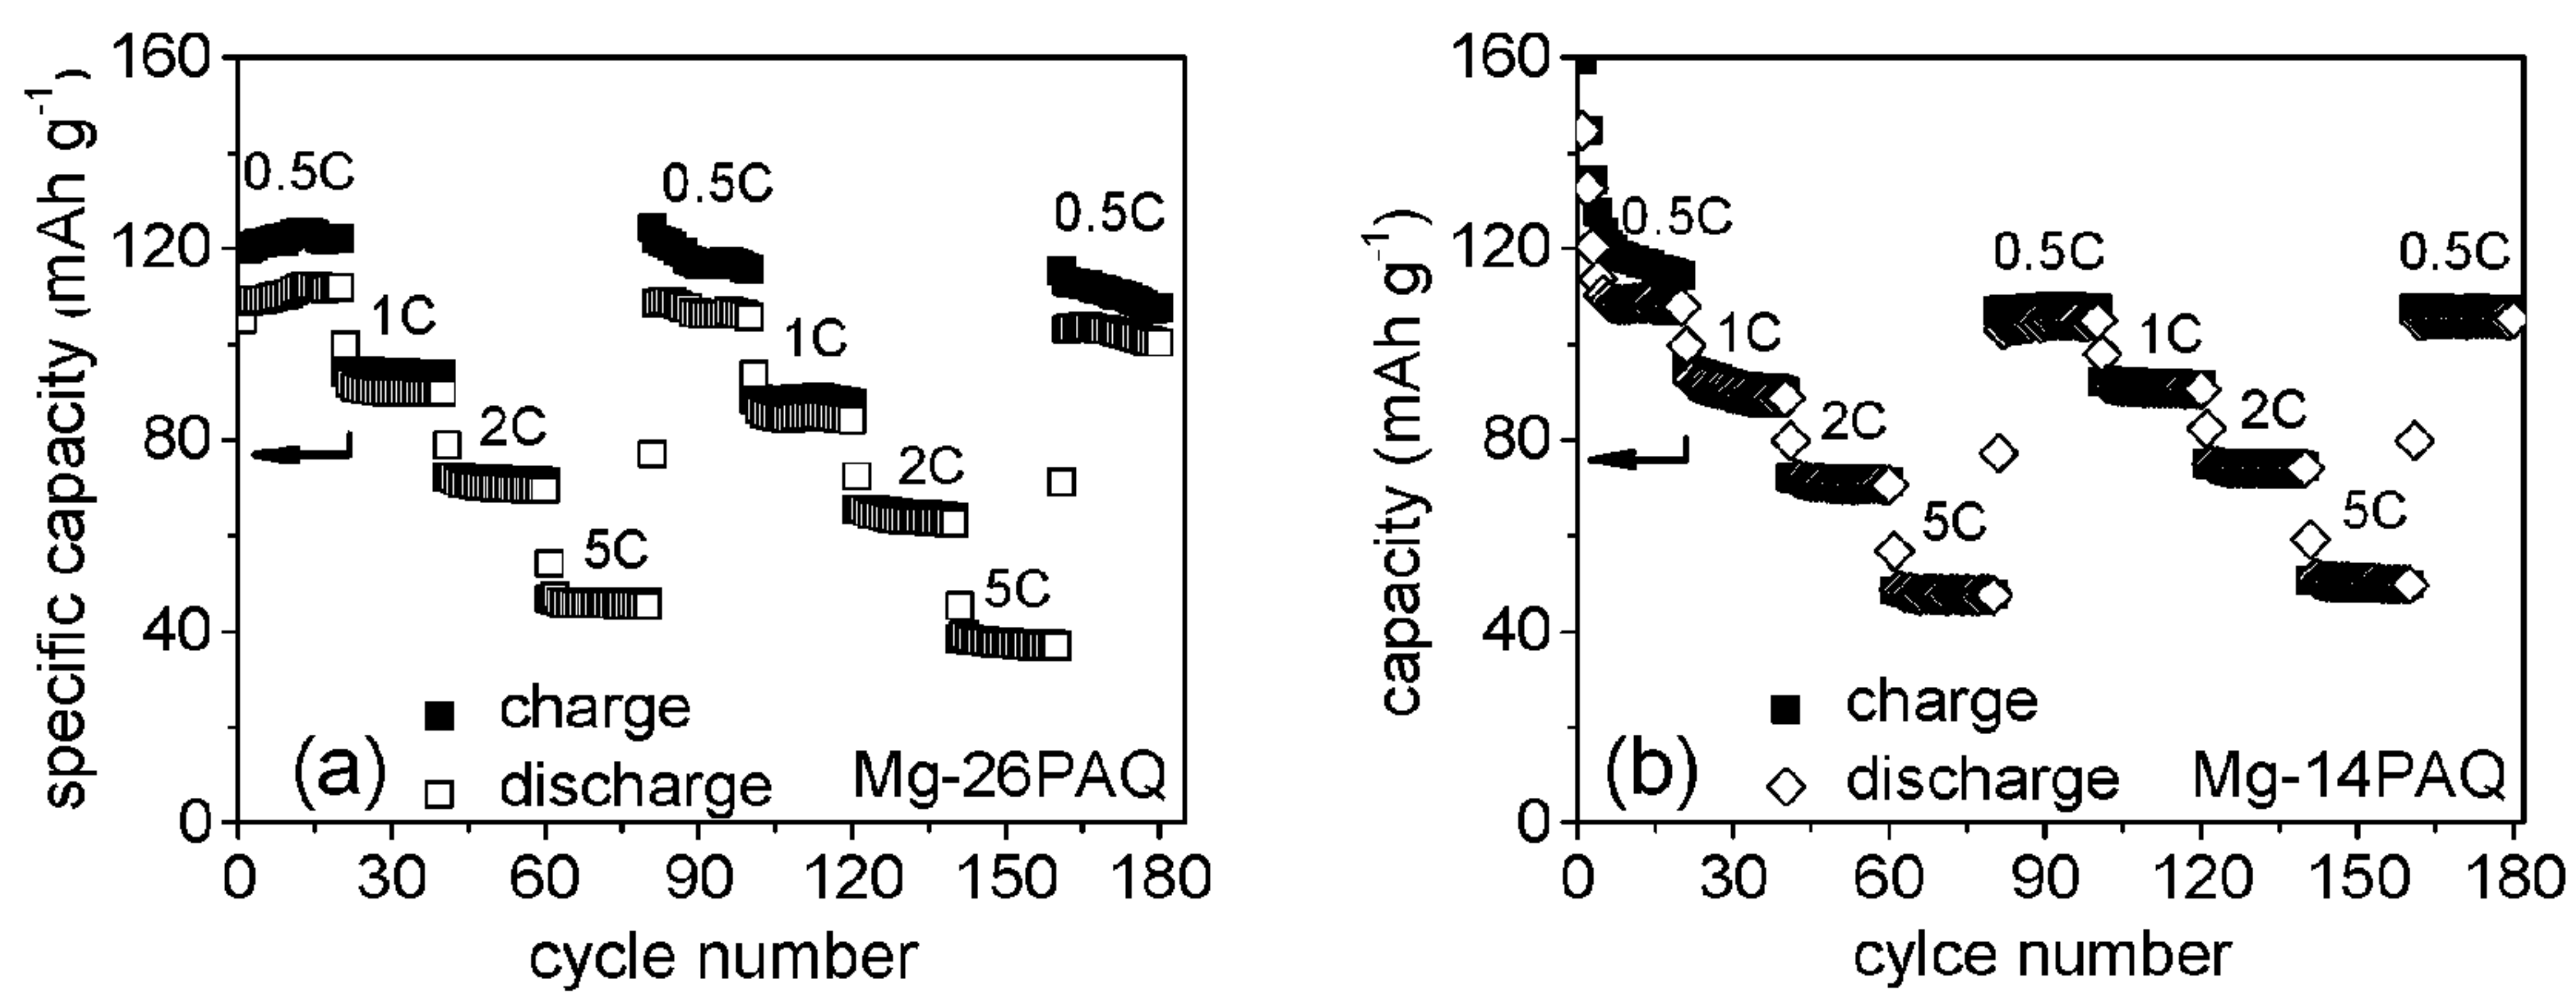 specific capacity (mAh g-1)
160
120
80
40
0
0.5C
1C
2C
5C
0.5C
1C
2C
5C
0.5C
charge
discharge
(a)
Mg-26PAQ
0 30 60 90 120 150 180
cycle number
capacity (mAh g-1)
160
120
80
40
0
0.5C
1C
2C
5C
0.5C
1C
2C
5C
0.5C
charge
discharge
(b)
Mg-14PAQ
0 30 60 90 120 150 180
cylce number